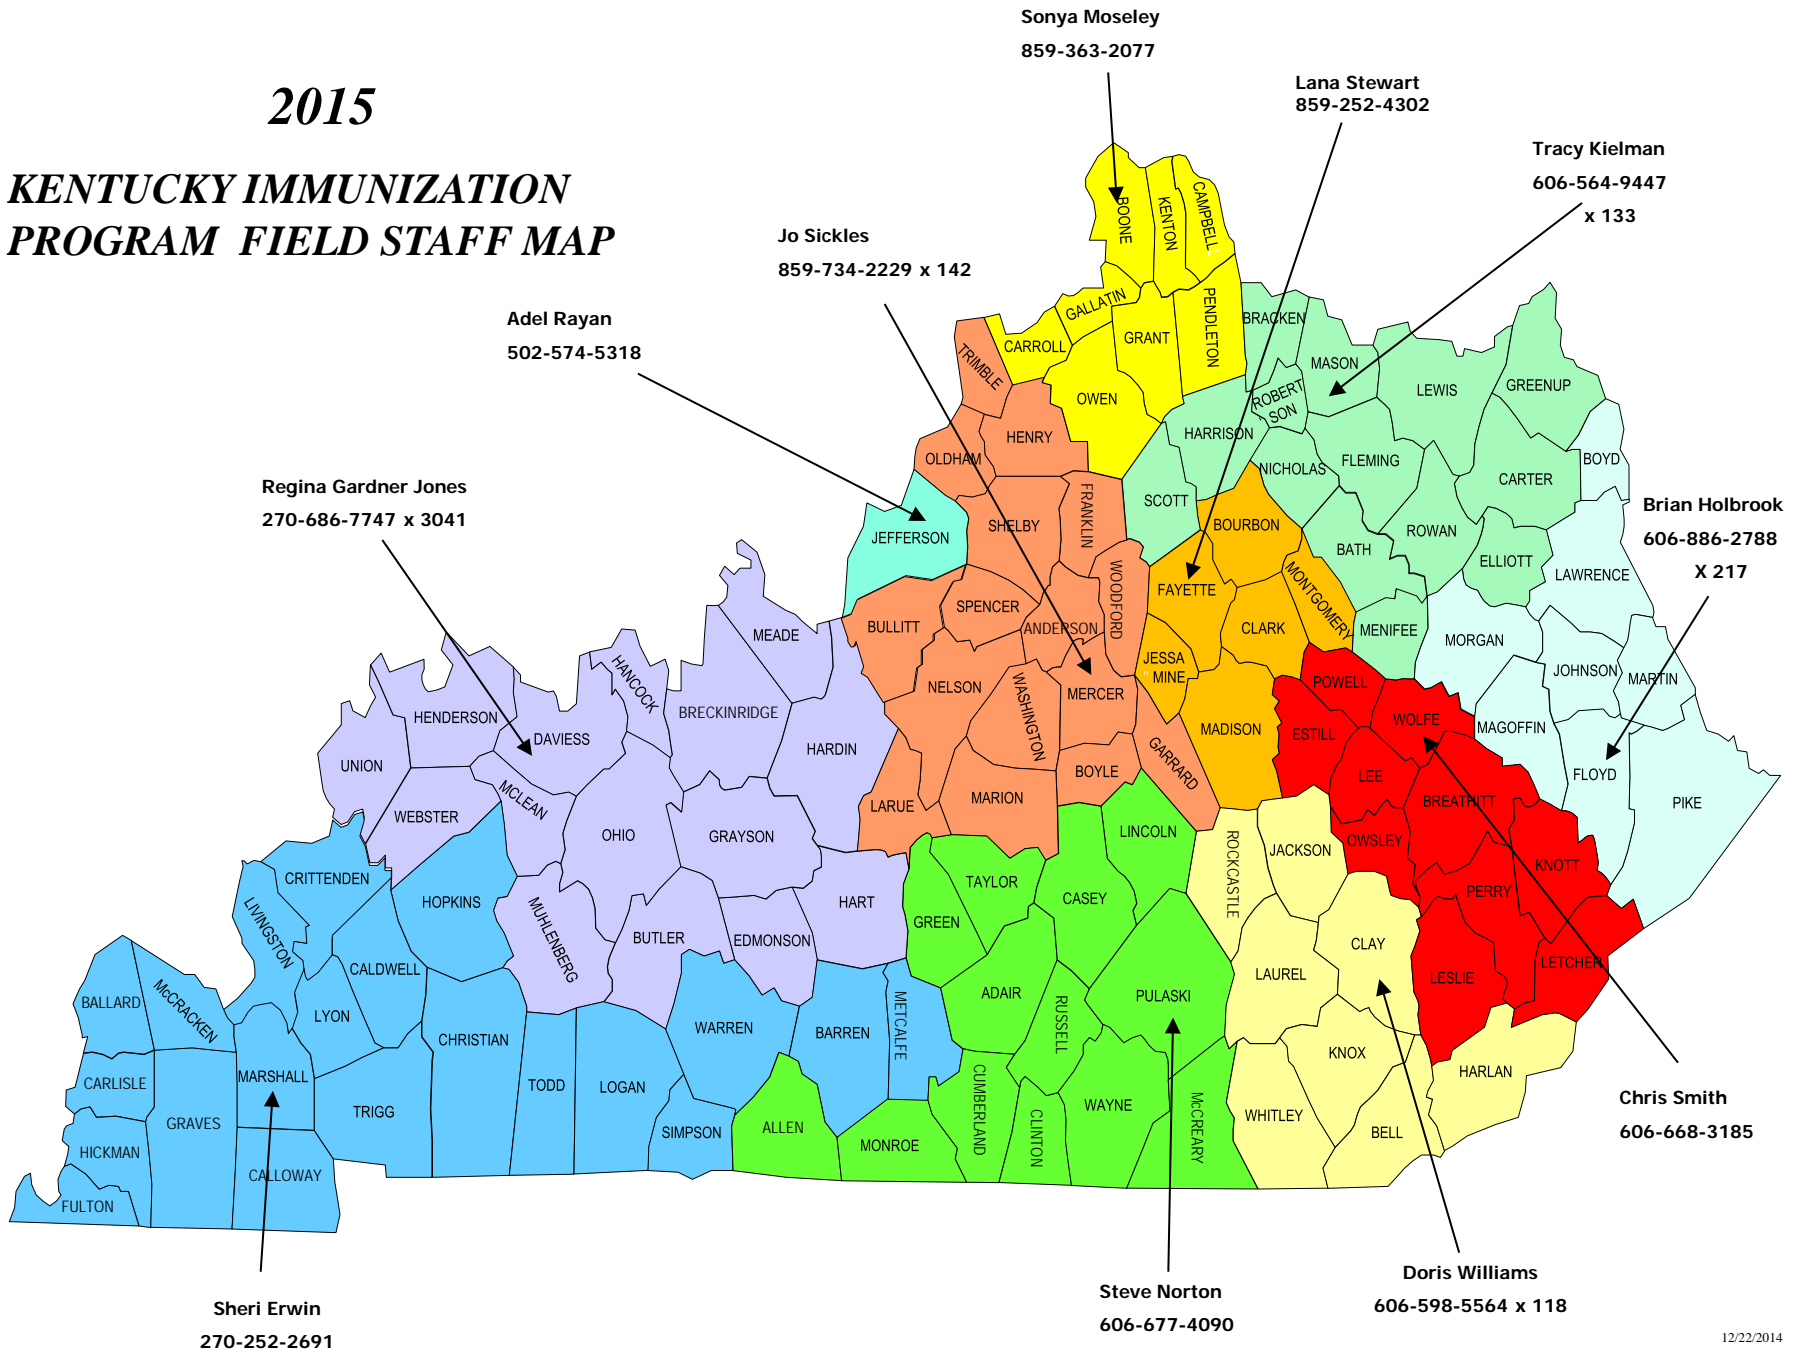 Sonya Moseley
859-363-2077
Lana Stewart
859-252-4302
2015
Tracy Kielman
606-564-9447
x 133
KENTUCKY IMMUNIZATION
PROGRAM FIELD STAFF MAP
Jo Sickles
859-734-2229 x 142
Adel Rayan
502-574-5318
Regina Gardner Jones
270-686-7747 x 3041
Brian Holbrook
606-886-2788
X 217
BOONE
KENTON
CAMPBELL
GALLATIN
PENDLETON
GRANT
CARROLL
OWEN
BRACKEN
MASON
ROBERT
SON
LEWIS
GREENUP
TRIMBLE
HENRY
OLDHAM
HARRISON
NICHOLAS
FLEMING
CARTER
BOYD
SCOTT
FRANKLIN
SHELBY
JEFFERSON
BOURBON
BATH
ROWAN
ELLIOTT
LAWRENCE
WOODFORD
FAYETTE
MONTGOMERY
SPENCER
ANDERSON
BULLITT
CLARK
MENIFEE
MORGAN
MEADE
JESSA
MINE
JOHNSON
MARTIN
HANCOCK
NELSON
WASHINGTON
MERCER
POWELL
BRECKINRIDGE
HENDERSON
DAVIESS
HARDIN
MADISON
ESTILL
WOLFE
MAGOFFIN
UNION
BOYLE
GARRARD
LEE
FLOYD
PIKE
MCLEAN
WEBSTER
LARUE
MARION
BREATHITT
OHIO
GRAYSON
LINCOLN
ROCKCASTLE
JACKSON
OWSLEY
KNOTT
CRITTENDEN
HOPKINS
HART
TAYLOR
CASEY
PERRY
LIVINGSTON
MUHLENBERG
BUTLER
EDMONSON
GREEN
CLAY
LETCHER
CALDWELL
LAUREL
LESLIE
BALLARD
McCRACKEN
LYON
ADAIR
PULASKI
RUSSELL
CHRISTIAN
WARREN
BARREN
METCALFE
KNOX
HARLAN
CARLISLE
MARSHALL
TRIGG
TODD
LOGAN
CUMBERLAND
WAYNE
McCREARY
WHITLEY
GRAVES
SIMPSON
ALLEN
MONROE
CLINTON
BELL
HICKMAN
CALLOWAY
FULTON
Chris Smith
606-668-3185
Doris Williams
606-598-5564 x 118
Steve Norton
606-677-4090
Sheri Erwin
270-252-2691
12/22/2014